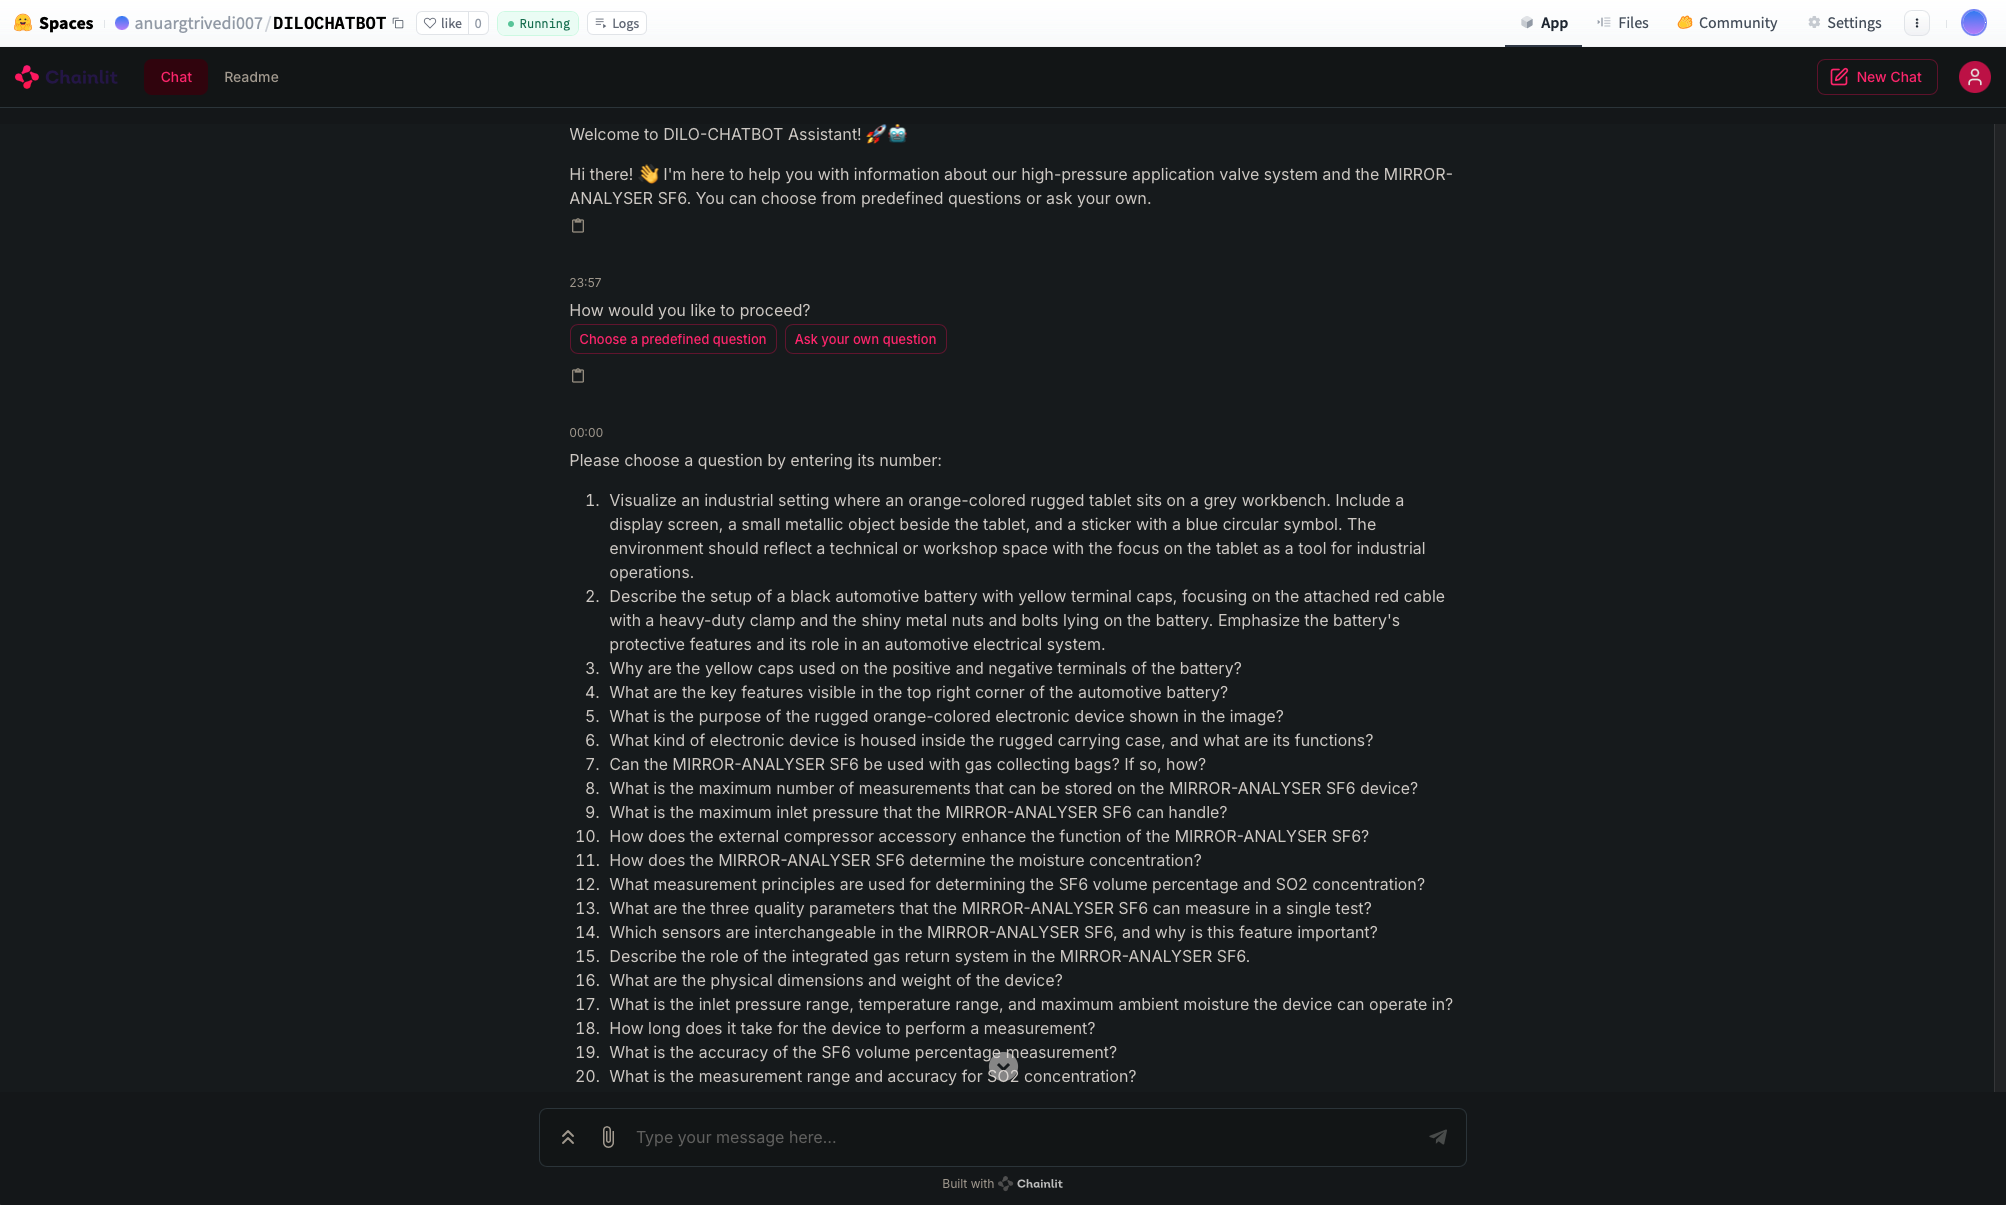 Spaces anuargtrivedi007/DILOCHATBOT like 0 Running Logs App Files Community Settings
Chainlit Chat Readme New Chat
Welcome to DILO-CHATBOT Assistant! 🚀🤖
Hi there! 👋 I'm here to help you with information about our high-pressure application valve system and the MIRROR-
ANALYSER SF6. You can choose from predefined questions or ask your own.
23:57
How would you like to proceed?
Choose a predefined question Ask your own question
00:00
Please choose a question by entering its number:
1. Visualize an industrial setting where an orange-colored rugged tablet sits on a grey workbench. Include a
display screen, a small metallic object beside the tablet, and a sticker with a blue circular symbol. The
environment should reflect a technical or workshop space with the focus on the tablet as a tool for industrial
operations.
2. Describe the setup of a black automotive battery with yellow terminal caps, focusing on the attached red cable
with a heavy-duty clamp and the shiny metal nuts and bolts lying on the battery. Emphasize the battery's
protective features and its role in an automotive electrical system.
3. Why are the yellow caps used on the positive and negative terminals of the battery?
4. What are the key features visible in the top right corner of the automotive battery?
5. What is the purpose of the rugged orange-colored electronic device shown in the image?
6. What kind of electronic device is housed inside the rugged carrying case, and what are its functions?
7. Can the MIRROR-ANALYSER SF6 be used with gas collecting bags? If so, how?
8. What is the maximum number of measurements that can be stored on the MIRROR-ANALYSER SF6 device?
9. What is the maximum inlet pressure that the MIRROR-ANALYSER SF6 can handle?
10. How does the external compressor accessory enhance the function of the MIRROR-ANALYSER SF6?
11. How does the MIRROR-ANALYSER SF6 determine the moisture concentration?
12. What measurement principles are used for determining the SF6 volume percentage and SO2 concentration?
13. What are the three quality parameters that the MIRROR-ANALYSER SF6 can measure in a single test?
14. Which sensors are interchangeable in the MIRROR-ANALYSER SF6, and why is this feature important?
15. Describe the role of the integrated gas return system in the MIRROR-ANALYSER SF6.
16. What are the physical dimensions and weight of the device?
17. What is the inlet pressure range, temperature range, and maximum ambient moisture the device can operate in?
18. How long does it take for the device to perform a measurement?
19. What is the accuracy of the SF6 volume percentage measurement?
20. What is the measurement range and accuracy for SO2 concentration?
Type your message here...
Built with Chainlit